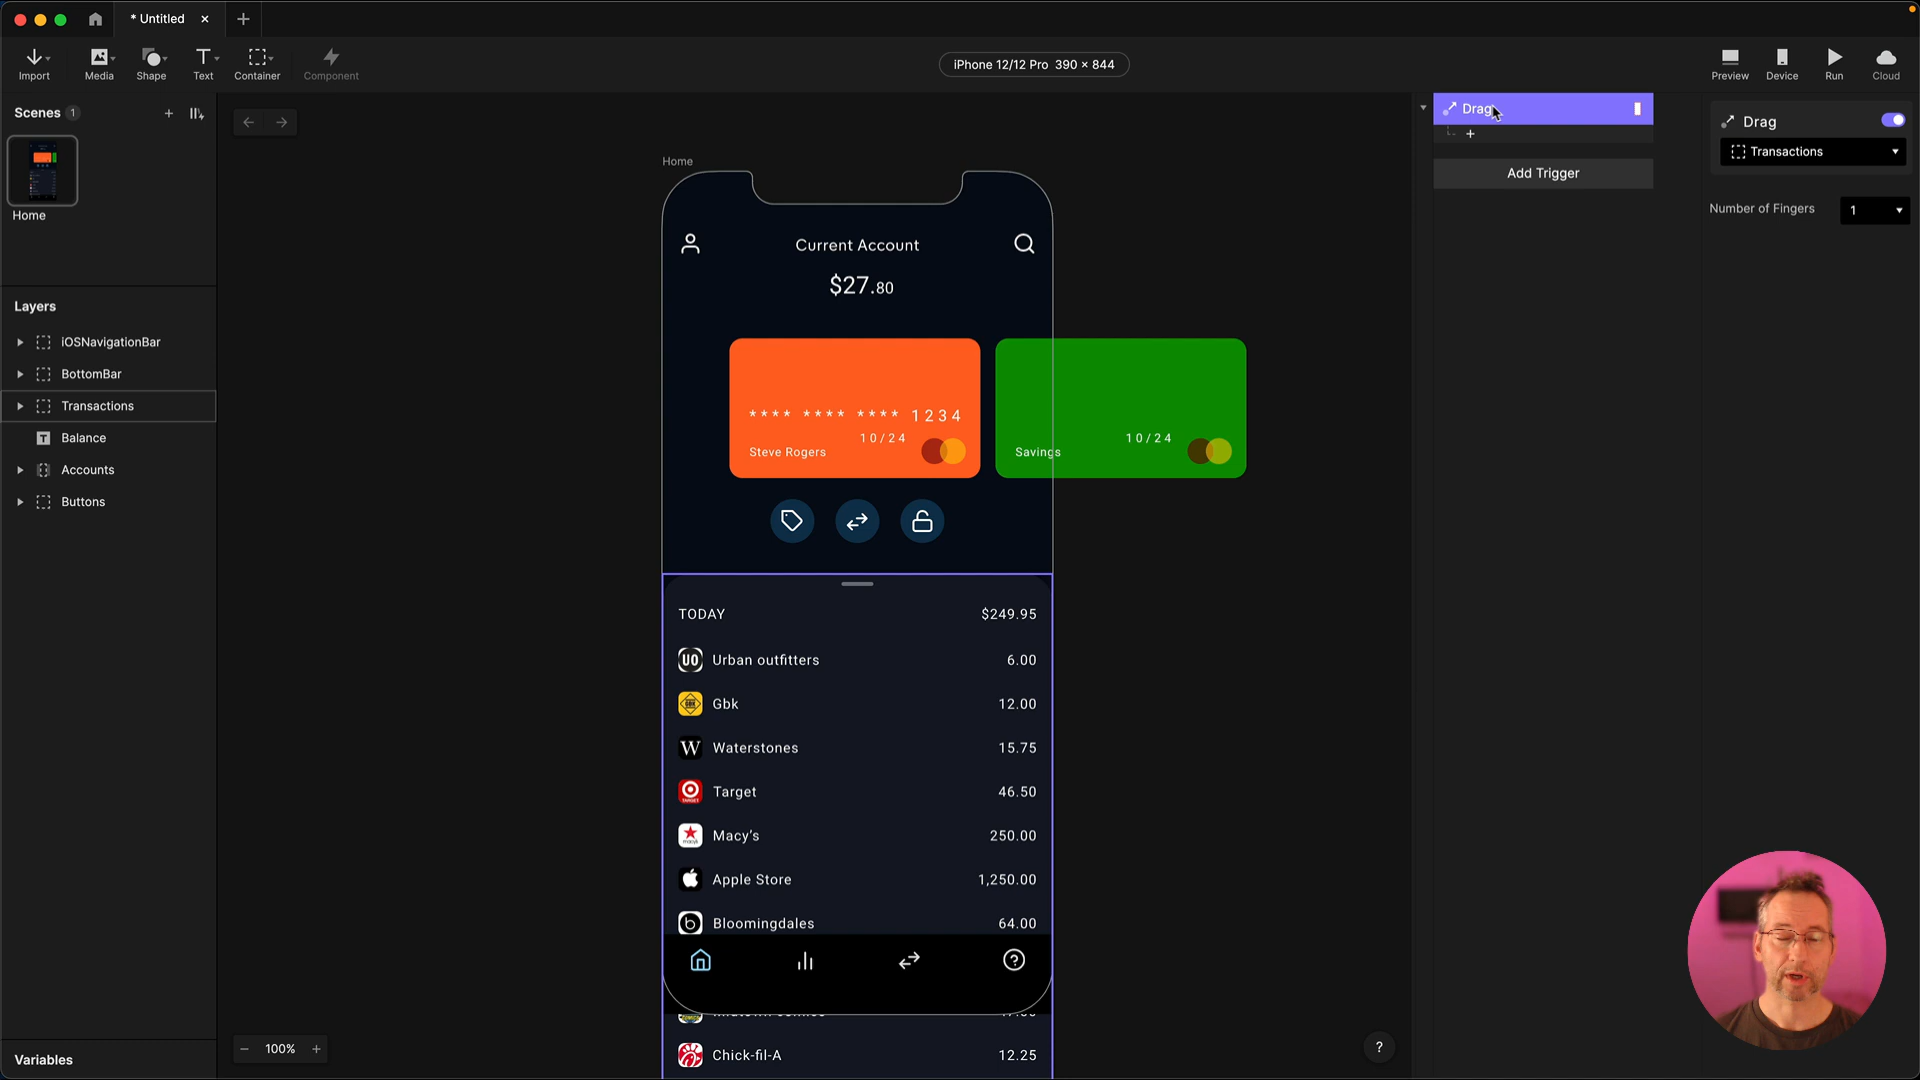 * Untitled
Import
Media
Shape
Text
Container
Component
iPhone 12/12 Pro 390 × 844
Preview
Device
Run
Cloud
Scenes 1
Home
Layers
iOSNavigationBar
BottomBar
Transactions
Balance
Accounts
Buttons
Variables
Home
Current Account
$27.80
**** **** **** 1234
10/24
Steve Rogers
10/24
Savings
TODAY $249.95
UO Urban outfitters 6.00
GBK Gbk 12.00
W Waterstones 15.75
TARGET Target 46.50
macy's Macy's 250.00
Apple Store 1,250.00
b Bloomingdales 64.00
Chick-fil-A 12.25
100%
?
Drag
Add Trigger
Drag
Transactions
Number of Fingers 1